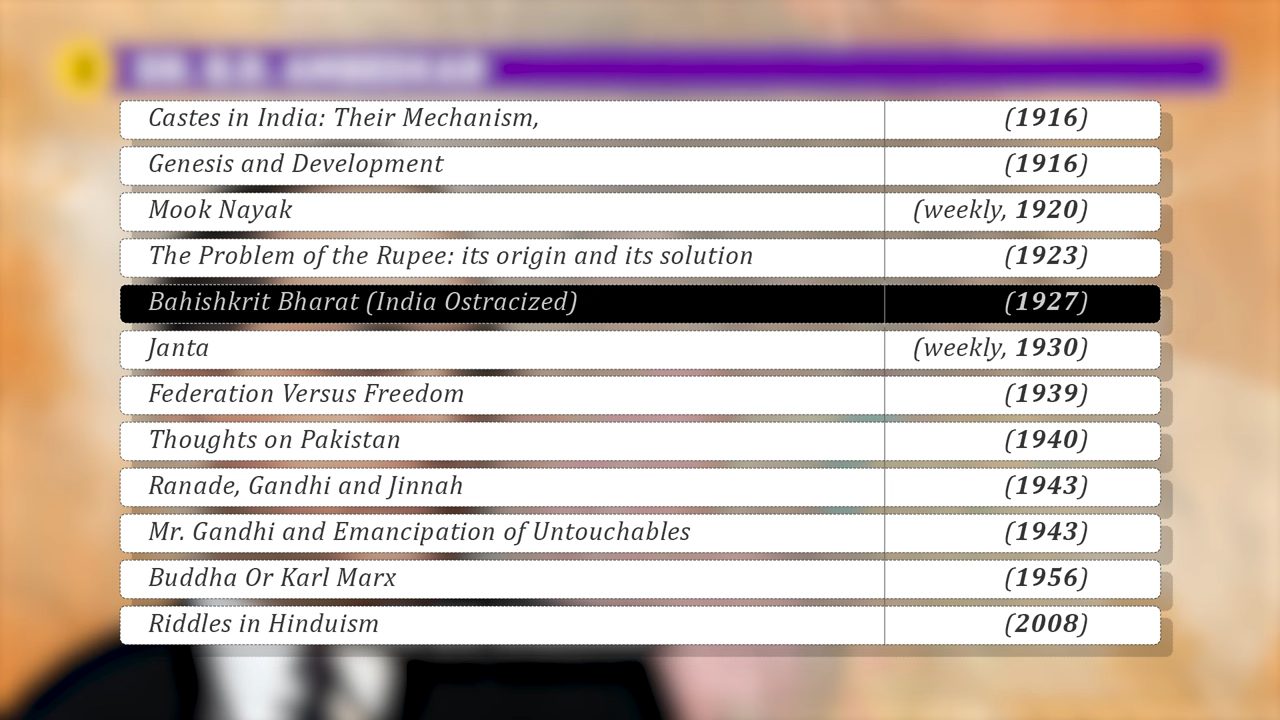 DR. B.R. AMBEDKAR
Castes in India: Their Mechanism, (1916)
Genesis and Development (1916)
Mook Nayak (weekly, 1920)
The Problem of the Rupee: its origin and its solution (1923)
Bahishkrit Bharat (India Ostracized) (1927)
Janta (weekly, 1930)
Federation Versus Freedom (1939)
Thoughts on Pakistan (1940)
Ranade, Gandhi and Jinnah (1943)
Mr. Gandhi and Emancipation of Untouchables (1943)
Buddha Or Karl Marx (1956)
Riddles in Hinduism (2008)